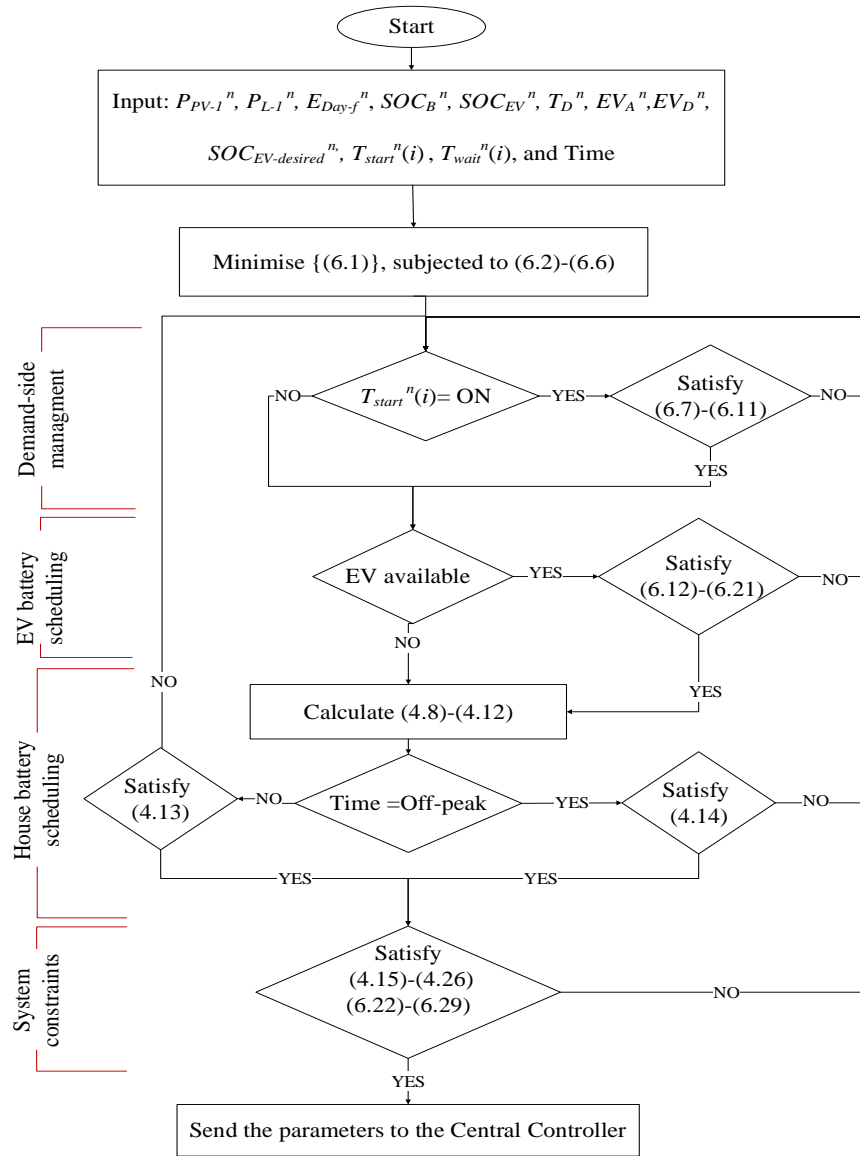 Start
Input: P_PV-1^n, P_L-1^n, E_Day-f^n, SOC_B^n, SOC_EV^n, T_D^n, EV_A^n,EV_D^n,
SOC_EV-desired^n, T_start^n(i) , T_wait^n(i), and Time
Minimise {(6.1)}, subjected to (6.2)-(6.6)
Demand-side
managment
NO
T_start^n(i)= ON
YES
Satisfy
(6.7)-(6.11)
NO
YES
EV battery
scheduling
EV available
YES
Satisfy
(6.12)-(6.21)
NO
NO
YES
NO
House battery
scheduling
Calculate (4.8)-(4.12)
Satisfy
(4.13)
NO
Time =Off-peak
YES
Satisfy
(4.14)
NO
YES
YES
System
constraints
Satisfy
(4.15)-(4.26)
(6.22)-(6.29)
NO
YES
Send the parameters to the Central Controller